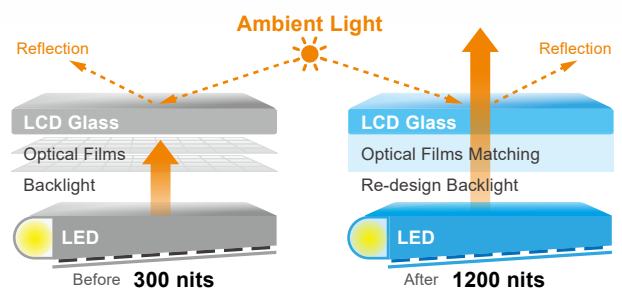 Ambient Light
Reflection
Reflection
LCD Glass
Optical Films
Backlight
LED
Before 300 nits
LCD Glass
Optical Films Matching
Re-design Backlight
LED
After 1200 nits